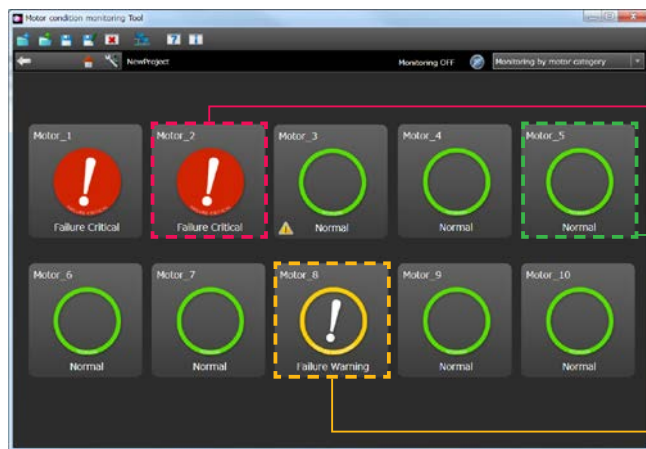 Motor condition monitoring Tool
NewProject
Monitoring OFF
Monitoring by motor category
Motor_1
Motor_2
Motor_3
Motor_4
Motor_5
Failure Critical
Failure Critical
Normal
Normal
Normal
Motor_6
Motor_7
Motor_8
Motor_9
Motor_10
Normal
Normal
Failure Warning
Normal
Normal